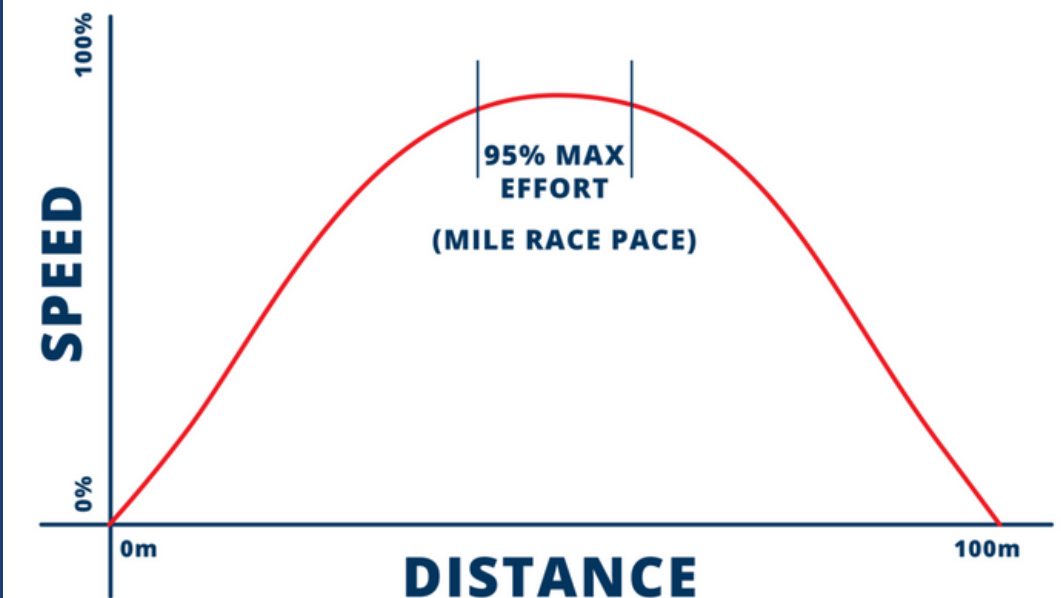 100%
SPEED
0%
95% MAX
EFFORT
(MILE RACE PACE)
0m
100m
DISTANCE